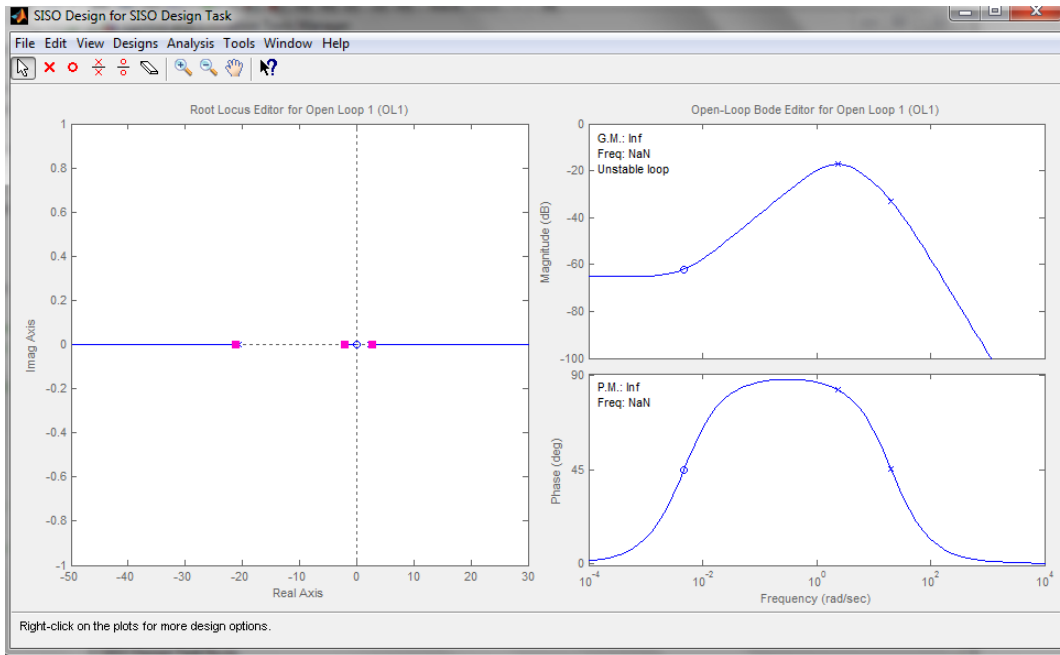 SISO Design for SISO Design Task
File Edit View Designs Analysis Tools Window Help
Root Locus Editor for Open Loop 1 (OL1)
1
0.8
0.6
0.4
0.2
0
-0.2
-0.4
-0.6
-0.8
-1
Imag Axis
-50 -40 -30 -20 -10 0 10 20 30
Real Axis
Open-Loop Bode Editor for Open Loop 1 (OL1)
G.M.: Inf
Freq: NaN
Unstable loop
0
-20
-40
-60
-80
-100
Magnitude (dB)
P.M.: Inf
Freq: NaN
90
45
0
Phase (deg)
10^-4 10^-2 10^0 10^2 10^4
Frequency (rad/sec)
Right-click on the plots for more design options.